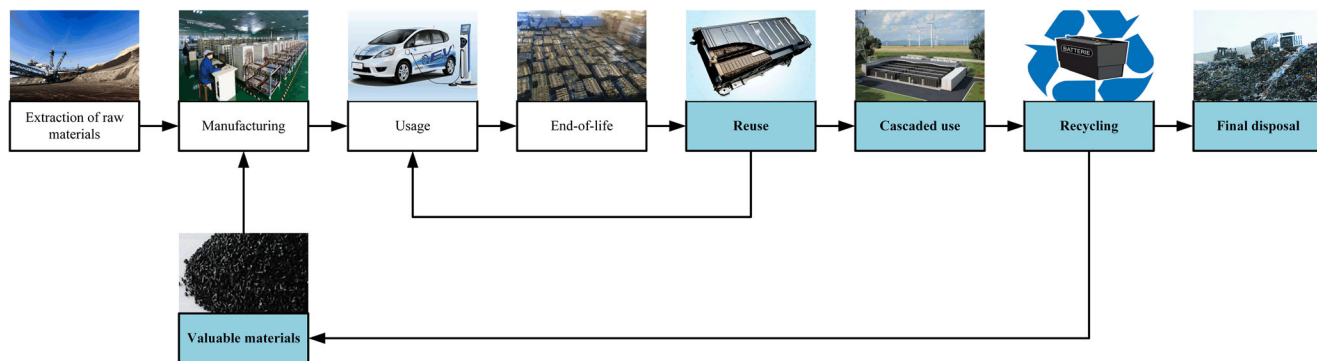 Extraction of raw
materials
Manufacturing
Usage
End-of-life
Reuse
Cascaded use
Recycling
Final disposal
BATTERIE
Valuable materials